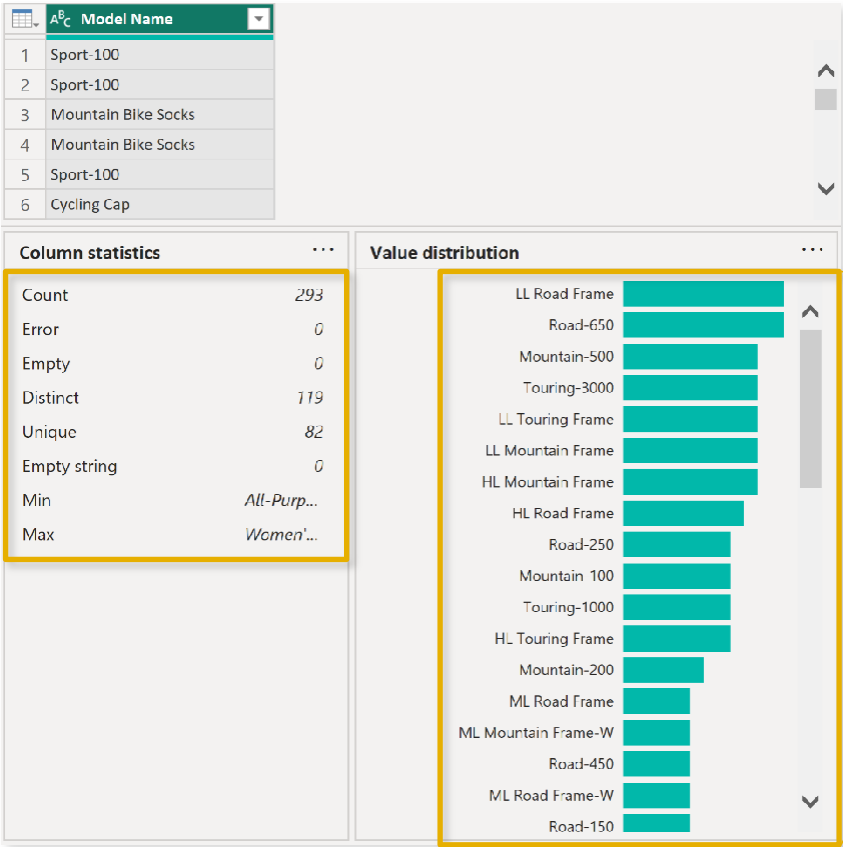 ABC Model Name
1 Sport-100
2 Sport-100
3 Mountain Bike Socks
4 Mountain Bike Socks
5 Sport-100
6 Cycling Cap
Column statistics ...
Count 293
Error 0
Empty 0
Distinct 119
Unique 82
Empty string 0
Min All-Purp...
Max Women'...
Value distribution ...
LL Road Frame
Road-650
Mountain-500
Touring-3000
LL Touring Frame
LL Mountain Frame
HL Mountain Frame
HL Road Frame
Road-250
Mountain-100
Touring-1000
HL Touring Frame
Mountain-200
ML Road Frame
ML Mountain Frame-W
Road-450
ML Road Frame-W
Road-150